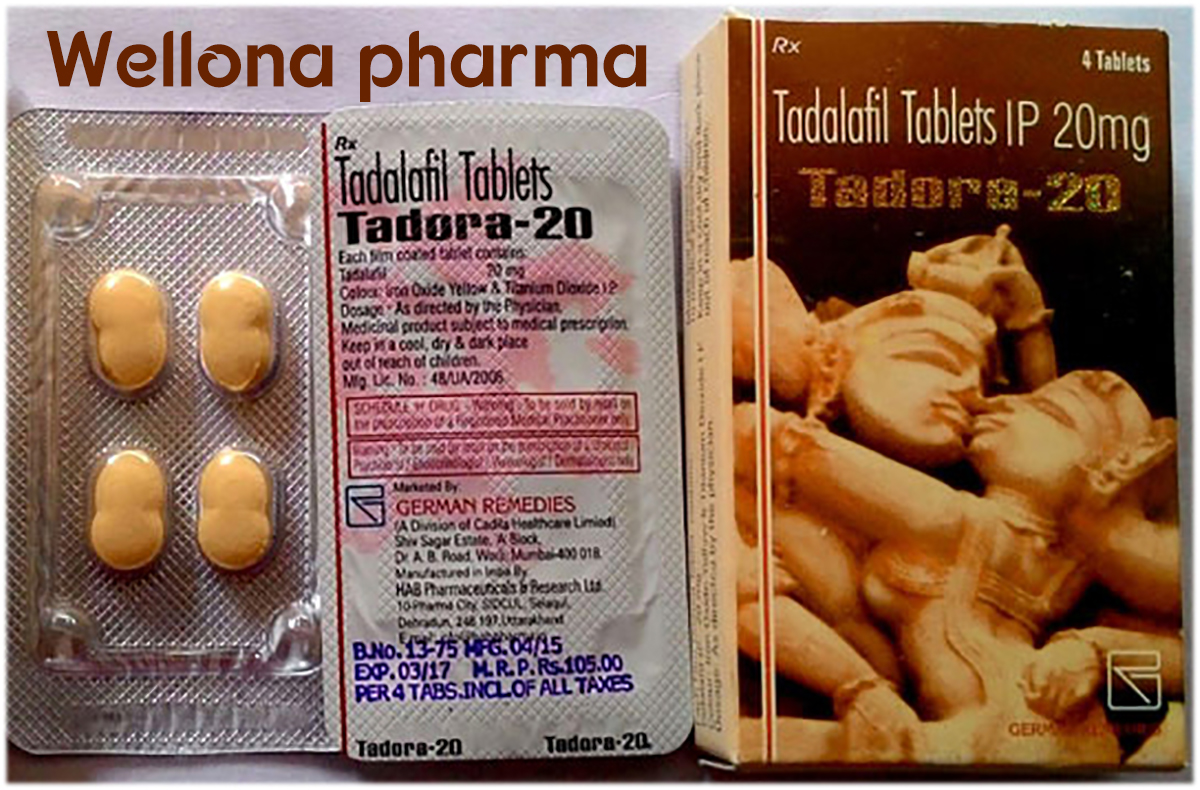 Wellona pharma
Rx
Tadalafil Tablets
Tadora-20
Each film coated tablet contains:
Tadalafil 20 mg
Colour: Iron Oxide Yellow & Titanium Dioxide I.P.
Dosage - As directed by the Physician.
Medicinal product subject to medical prescription.
Keep in a cool, dry & dark place
out of reach of children.
Mfg. Lic. No. : 48/UA/2006
Marketed By:
GERMAN REMEDIES
(A Division of Cadila Healthcare Limied)
Shiv Sagar Estate, 'A' Block,
Dr. A. B. Road, Worli, Mumbai-400 018.
Manufactured in India By
HAB Pharmaceuticals & Research Ltd.
10-Pharma City, SIDCUL, Selaqui,
Dehradun, 248 197, Uttarakhand
B.No. 13-75 MFG. 04/15
EXP. 03/17 M.R.P. Rs.105.00
PER 4 TABS.INCL.OF ALL TAXES
Tadora-20 Tadora-20
Rx
4 Tablets
Tadalafil Tablets IP 20mg
Tadora-20
GERMAN REMEDIES